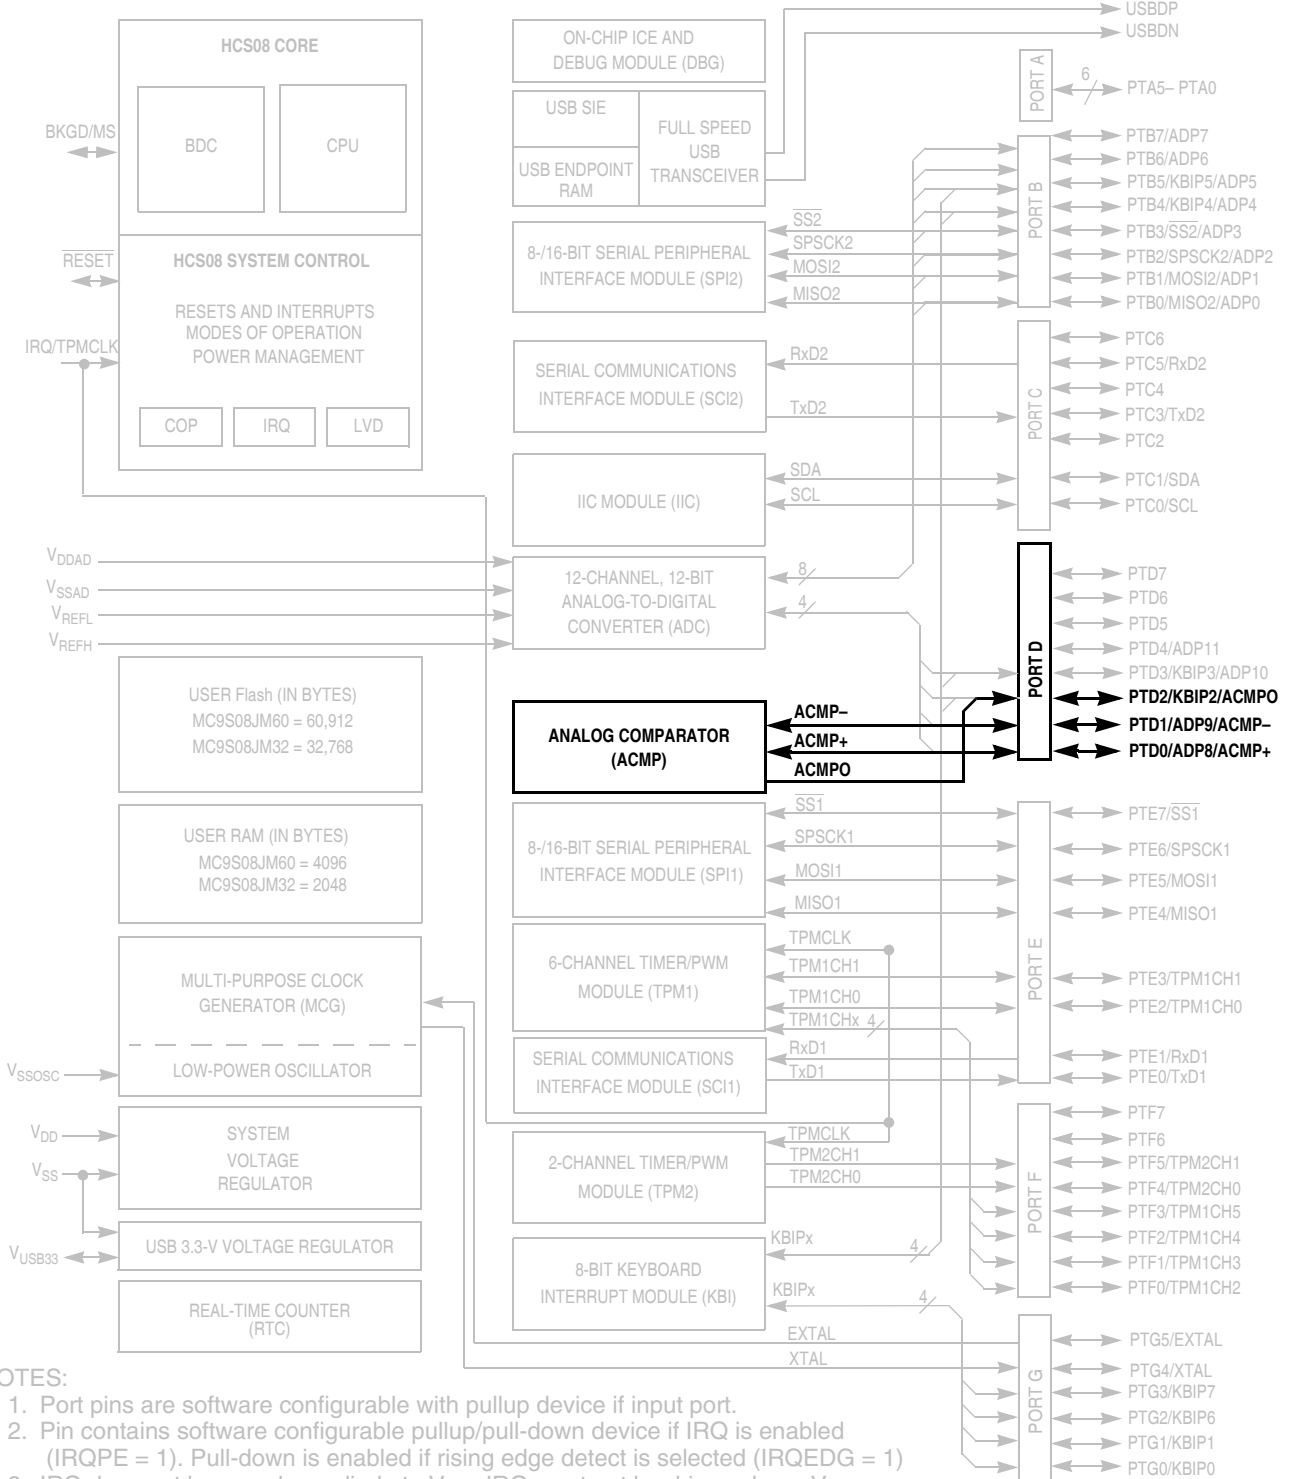 USBDP
USBDN
HCS08 CORE
BDC
CPU
BKGD/MS
RESET
HCS08 SYSTEM CONTROL
RESETS AND INTERRUPTS
MODES OF OPERATION
POWER MANAGEMENT
IRQ/TPMCLK
COP
IRQ
LVD
VDDAD
VSSAD
VREFL
VREFH
USER Flash (IN BYTES)
MC9S08JM60 = 60,912
MC9S08JM32 = 32,768
USER RAM (IN BYTES)
MC9S08JM60 = 4096
MC9S08JM32 = 2048
MULTI-PURPOSE CLOCK
GENERATOR (MCG)
LOW-POWER OSCILLATOR
VSSOSC
VDD
VSS
SYSTEM
VOLTAGE
REGULATOR
VUSB33
USB 3.3-V VOLTAGE REGULATOR
REAL-TIME COUNTER
(RTC)
ON-CHIP ICE AND
DEBUG MODULE (DBG)
USB SIE
USB ENDPOINT
RAM
FULL SPEED
USB
TRANSCEIVER
8-/16-BIT SERIAL PERIPHERAL
INTERFACE MODULE (SPI2)
SS2
SPSCK2
MOSI2
MISO2
SERIAL COMMUNICATIONS
INTERFACE MODULE (SCI2)
RxD2
TxD2
IIC MODULE (IIC)
SDA
SCL
12-CHANNEL, 12-BIT
ANALOG-TO-DIGITAL
CONVERTER (ADC)
8
4
ANALOG COMPARATOR
(ACMP)
ACMP–
ACMP+
ACMPO
8-/16-BIT SERIAL PERIPHERAL
INTERFACE MODULE (SPI1)
SS1
SPSCK1
MOSI1
MISO1
6-CHANNEL TIMER/PWM
MODULE (TPM1)
TPMCLK
TPM1CH1
TPM1CH0
TPM1CHx
4
SERIAL COMMUNICATIONS
INTERFACE MODULE (SCI1)
RxD1
TxD1
2-CHANNEL TIMER/PWM
MODULE (TPM2)
TPMCLK
TPM2CH1
TPM2CH0
8-BIT KEYBOARD
INTERRUPT MODULE (KBI)
KBIPx
4
KBIPx
4
EXTAL
XTAL
PORT A
6
PTA5– PTA0
PORT B
PTB7/ADP7
PTB6/ADP6
PTB5/KBIP5/ADP5
PTB4/KBIP4/ADP4
PTB3/SS2/ADP3
PTB2/SPSCK2/ADP2
PTB1/MOSI2/ADP1
PTB0/MISO2/ADP0
PORT C
PTC6
PTC5/RxD2
PTC4
PTC3/TxD2
PTC2
PTC1/SDA
PTC0/SCL
PORT D
PTD7
PTD6
PTD5
PTD4/ADP11
PTD3/KBIP3/ADP10
PTD2/KBIP2/ACMPO
PTD1/ADP9/ACMP–
PTD0/ADP8/ACMP+
PORT E
PTE7/SS1
PTE6/SPSCK1
PTE5/MOSI1
PTE4/MISO1
PTE3/TPM1CH1
PTE2/TPM1CH0
PTE1/RxD1
PTE0/TxD1
PORT F
PTF7
PTF6
PTF5/TPM2CH1
PTF4/TPM2CH0
PTF3/TPM1CH5
PTF2/TPM1CH4
PTF1/TPM1CH3
PTF0/TPM1CH2
PORT G
PTG5/EXTAL
PTG4/XTAL
PTG3/KBIP7
PTG2/KBIP6
PTG1/KBIP1
PTG0/KBIP0
OTES:
1. Port pins are software configurable with pullup device if input port.
2. Pin contains software configurable pullup/pull-down device if IRQ is enabled
(IRQPE = 1). Pull-down is enabled if rising edge detect is selected (IRQEDG = 1)